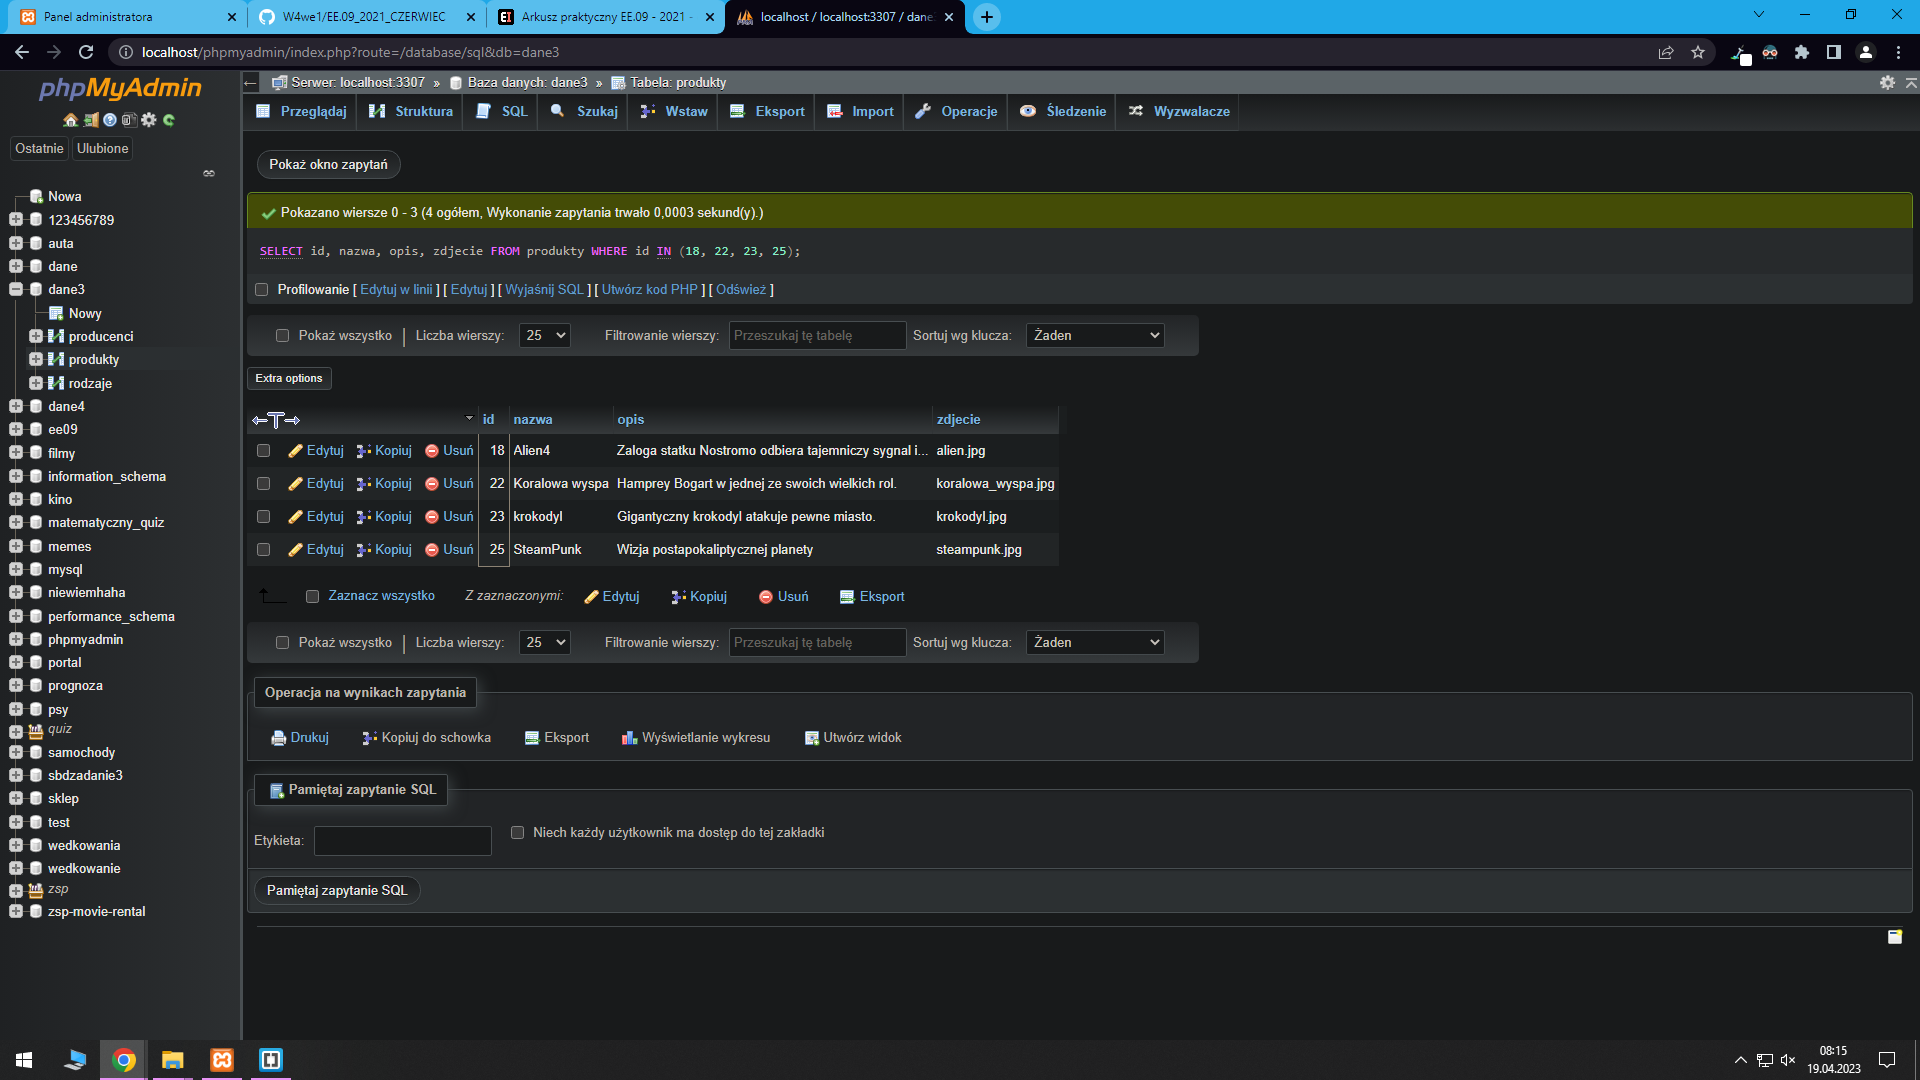 Panel administratora
W4we1/EE.09_2021_CZERWIEC
Arkusz praktyczny EE.09 - 2021 -
localhost / localhost:3307 / dane
localhost/phpmyadmin/index.php?route=/database/sql&db=dane3
phpMyAdmin
Ostatnie
Ulubione
Nowa
123456789
auta
dane
dane3
Nowy
producenci
produkty
rodzaje
dane4
ee09
filmy
information_schema
kino
matematyczny_quiz
memes
mysql
niewiemhaha
performance_schema
phpmyadmin
portal
prognoza
psy
quiz
samochody
sbdzadanie3
sklep
test
wedkowania
wedkowanie
zsp
zsp-movie-rental
Serwer: localhost:3307 » Baza danych: dane3 » Tabela: produkty
Przeglądaj Struktura SQL Szukaj Wstaw Eksport Import Operacje Śledzenie Wyzwalacze
Pokaż okno zapytań
Pokazano wiersze 0 - 3 (4 ogółem, Wykonanie zapytania trwało 0,0003 sekund(y).)
SELECT id, nazwa, opis, zdjecie FROM produkty WHERE id IN (18, 22, 23, 25);
Profilowanie [ Edytuj w linii ] [ Edytuj ] [ Wyjaśnij SQL ] [ Utwórz kod PHP ] [ Odśwież ]
Pokaż wszystko | Liczba wierszy: 25 Filtrowanie wierszy: Przeszukaj tę tabelę Sortuj wg klucza: Żaden
Extra options
id nazwa opis zdjecie
Edytuj Kopiuj Usuń 18 Alien4 Zaloga statku Nostromo odbiera tajemniczy sygnal i... alien.jpg
Edytuj Kopiuj Usuń 22 Koralowa wyspa Hamprey Bogart w jednej ze swoich wielkich rol. koralowa_wyspa.jpg
Edytuj Kopiuj Usuń 23 krokodyl Gigantyczny krokodyl atakuje pewne miasto. krokodyl.jpg
Edytuj Kopiuj Usuń 25 SteamPunk Wizja postapokaliptycznej planety steampunk.jpg
Zaznacz wszystko Z zaznaczonymi: Edytuj Kopiuj Usuń Eksport
Pokaż wszystko | Liczba wierszy: 25 Filtrowanie wierszy: Przeszukaj tę tabelę Sortuj wg klucza: Żaden
Operacja na wynikach zapytania
Drukuj Kopiuj do schowka Eksport Wyświetlanie wykresu Utwórz widok
Pamiętaj zapytanie SQL
Etykieta: Niech każdy użytkownik ma dostęp do tej zakładki
Pamiętaj zapytanie SQL
08:15
19.04.2023